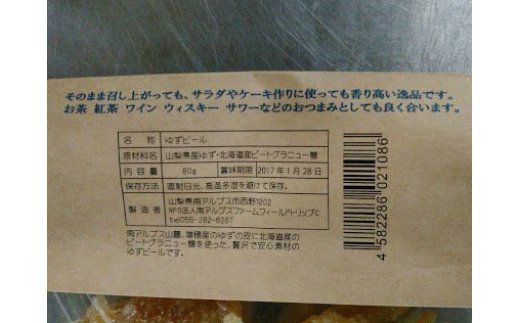 そのまま召し上がっても、サラダやケーキ作りに使っても香り高い逸品です。
お茶 紅茶 ワイン ウィスキー サワーなどのおつまみとしても良く合います。
名 称 ゆずピール
原材料名 山梨県産ゆず・北海道産ビートグラニュー糖
内容量 80g 賞味期限 2017年1月28日
保存方法 直射日光、高温多湿を避けて保存。
製造者 山梨県南アルプス市西野1202
NPO法人南アルプスファームフィールドトリップに
tel055-282-6267
南アルプス山麓、増穂産のゆずの皮に北海道産の
ビートグラニュー糖を使った、贅沢で安心素材の
ゆずピールです。
4582286021086